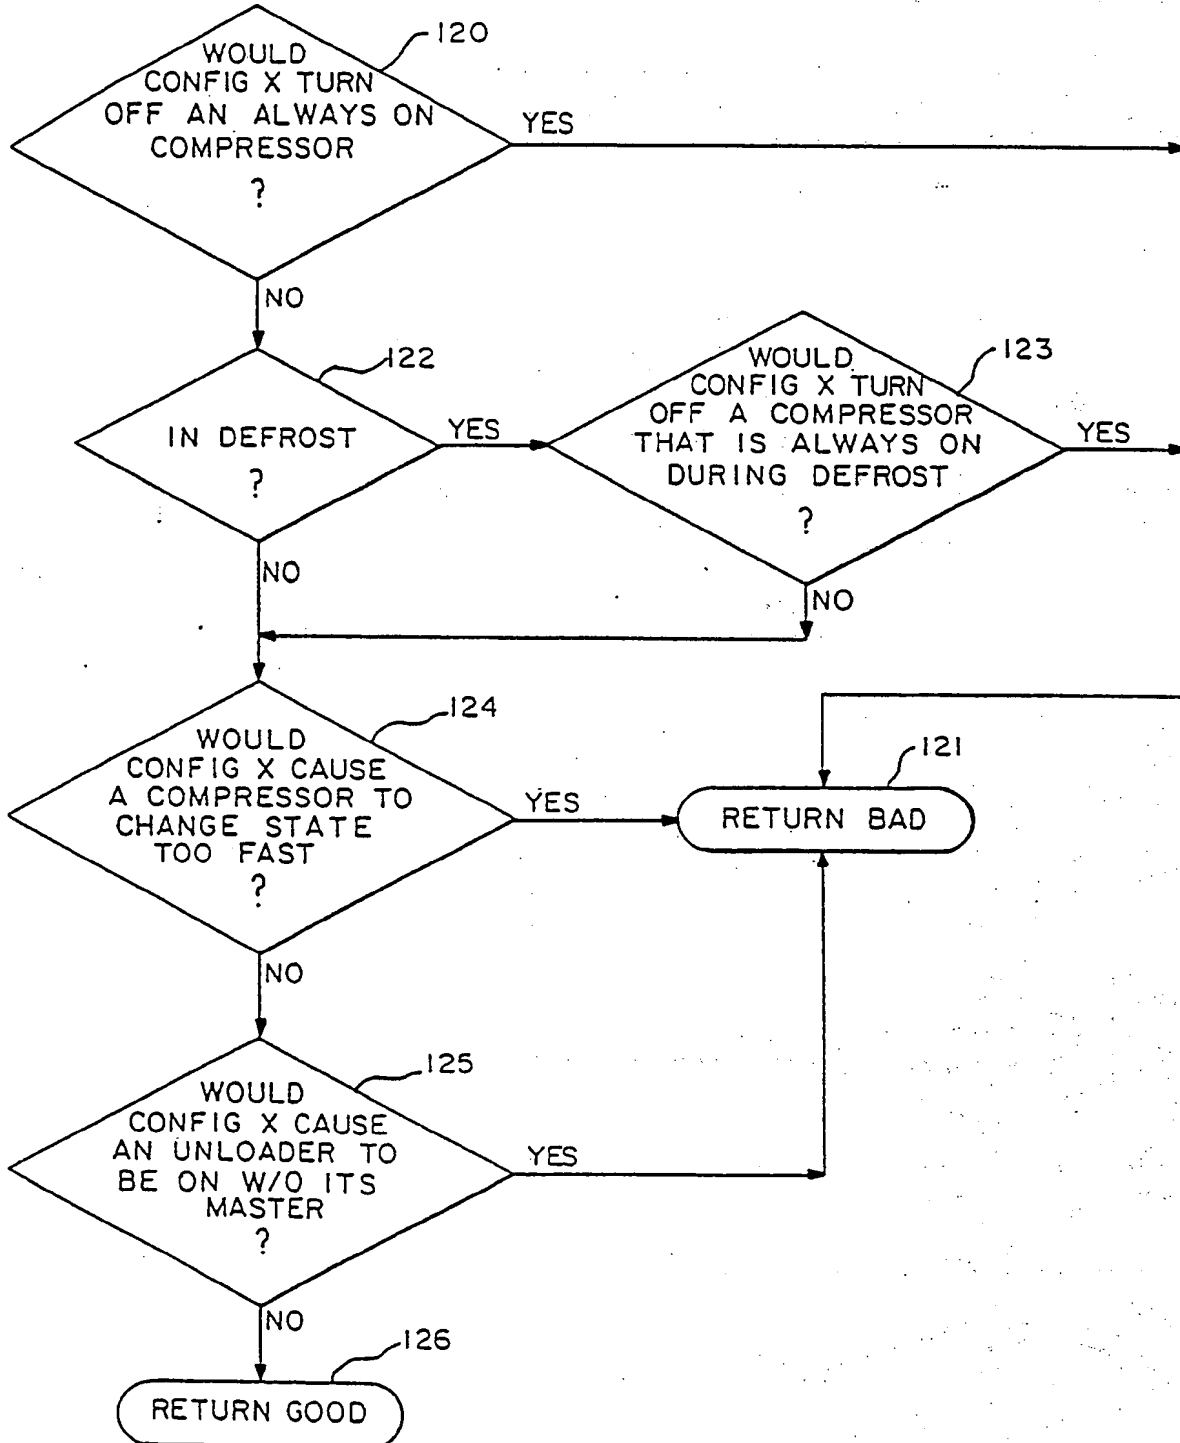 120
WOULD
CONFIG X TURN
OFF AN ALWAYS ON
COMPRESSOR
?
YES
NO
122
IN DEFROST
?
YES
NO
123
WOULD
CONFIG X TURN
OFF A COMPRESSOR
THAT IS ALWAYS ON
DURING DEFROST
?
YES
NO
124
WOULD
CONFIG X CAUSE
A COMPRESSOR TO
CHANGE STATE
TOO FAST
?
YES
NO
121
RETURN BAD
125
WOULD
CONFIG X CAUSE
AN UNLOADER TO
BE ON W/O ITS
MASTER
?
YES
NO
126
RETURN GOOD